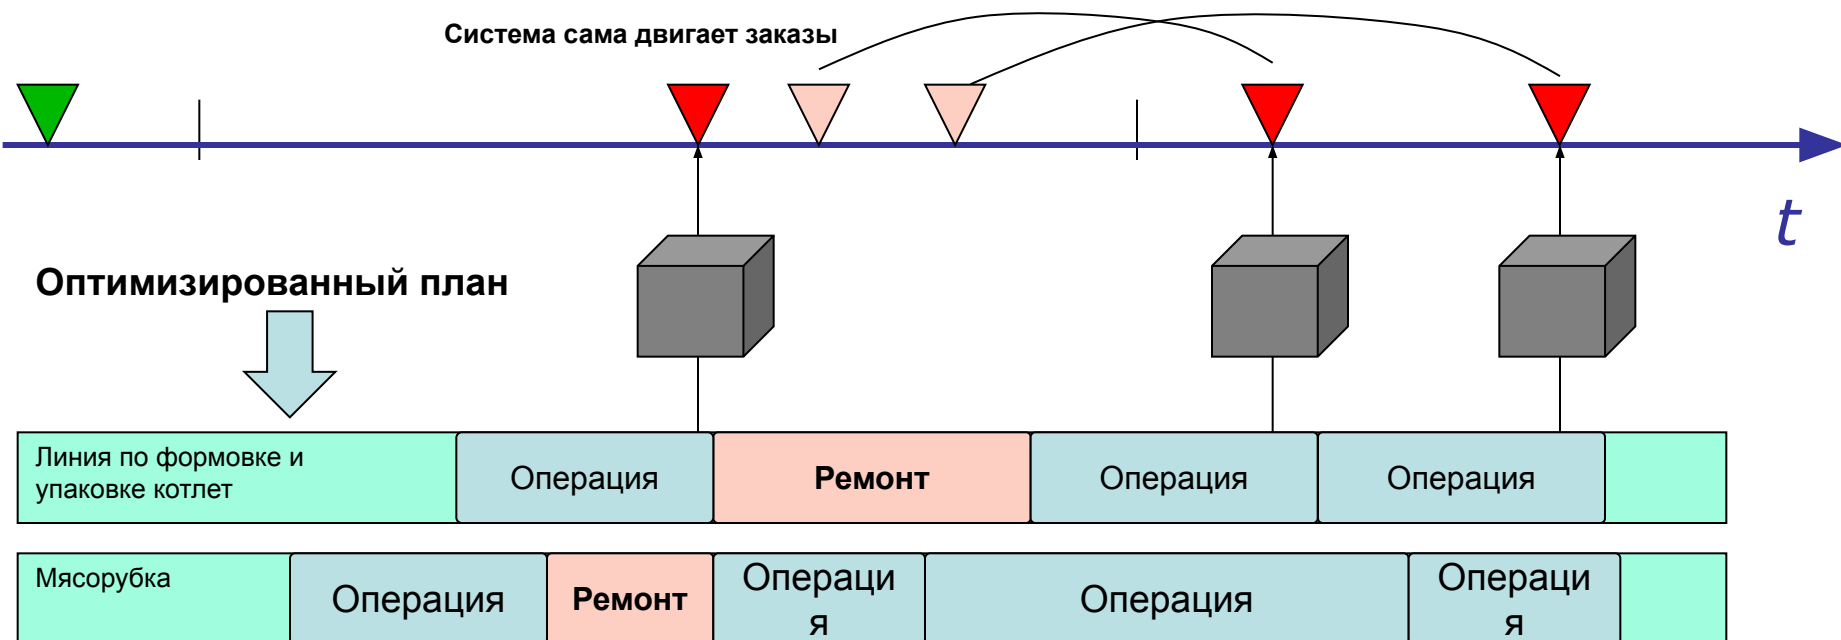 Система сама двигает заказы
t
Оптимизированный план
Линия по формовке и
упаковке котлет
Операция
Ремонт
Операция
Операция
Мясорубка
Операция
Ремонт
Операци
я
Операция
Операци
я